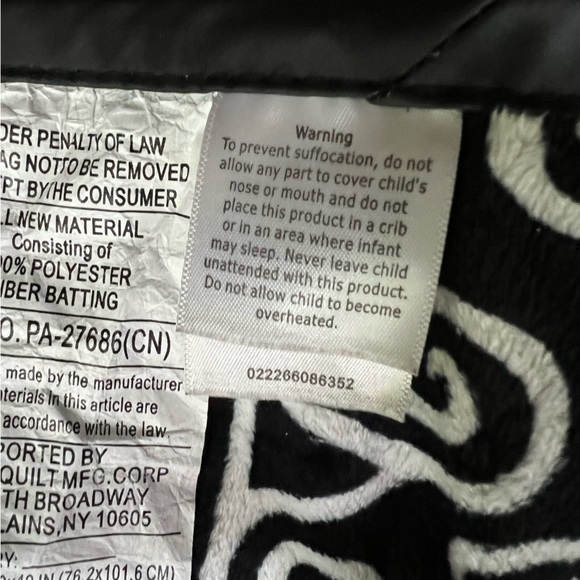 DER PENALTY OF LAW
AG NOT TO BE REMOVED
PT BY THE CONSUMER
L NEW MATERIAL
Consisting of
00% POLYESTER
IBER BATTING
O. PA-27686(CN)
made by the manufacturer
terials in this article are
accordance with the law
PORTED BY
QUILT MFG.CORP
TH BROADWAY
LAINS,NY 10605
Y:
IN (76.2x101.6 CM)
Warning
To prevent suffocation, do not
allow any part to cover child's
nose or mouth and do not
place this product in a crib
or in an area where infant
may sleep. Never leave child
unattended with this product.
Do not allow child to become
overheated.
022266086352